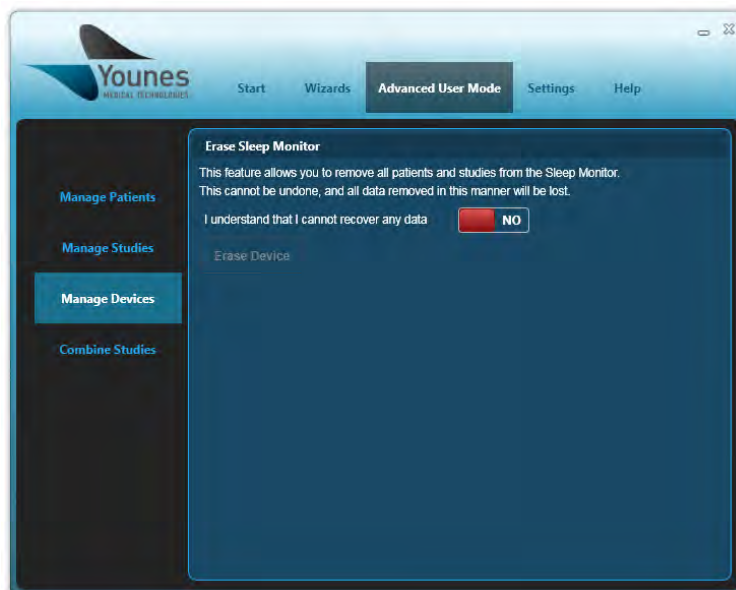 Younes
MEDICAL TECHNOLOGIES
Start Wizards Advanced User Mode Settings Help
Erase Sleep Monitor
This feature allows you to remove all patients and studies from the Sleep Monitor.
This cannot be undone, and all data removed in this manner will be lost.
I understand that I cannot recover any data NO
Erase Device
Manage Patients
Manage Studies
Manage Devices
Combine Studies